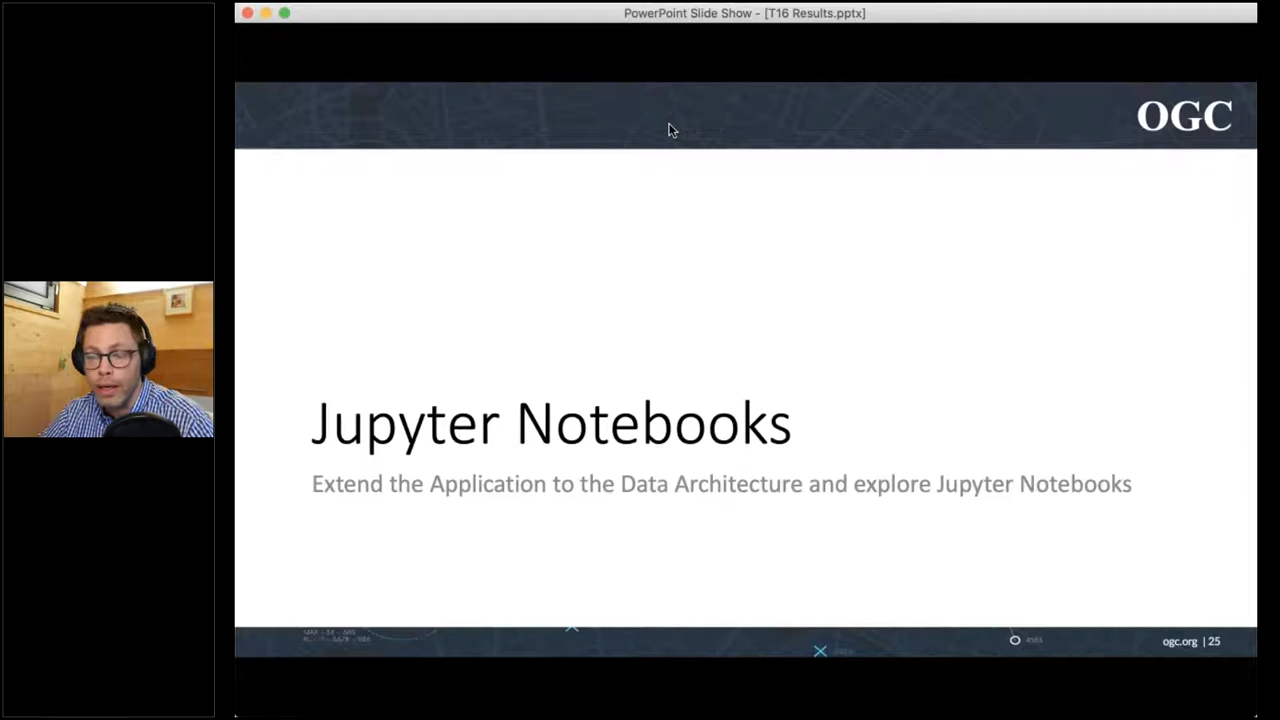 PowerPoint Slide Show - [T16 Results.pptx]
OGC
Jupyter Notebooks
Extend the Application to the Data Architecture and explore Jupyter Notebooks
ogc.org | 25